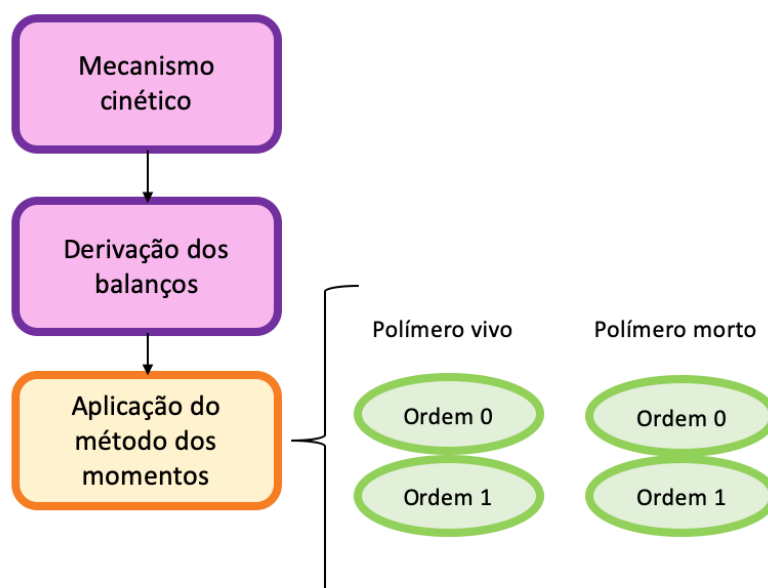 Mecanismo
cinético
Derivação dos
balanços
Aplicação do
método dos
momentos
Polímero vivo
Polímero morto
Ordem 0
Ordem 0
Ordem 1
Ordem 1